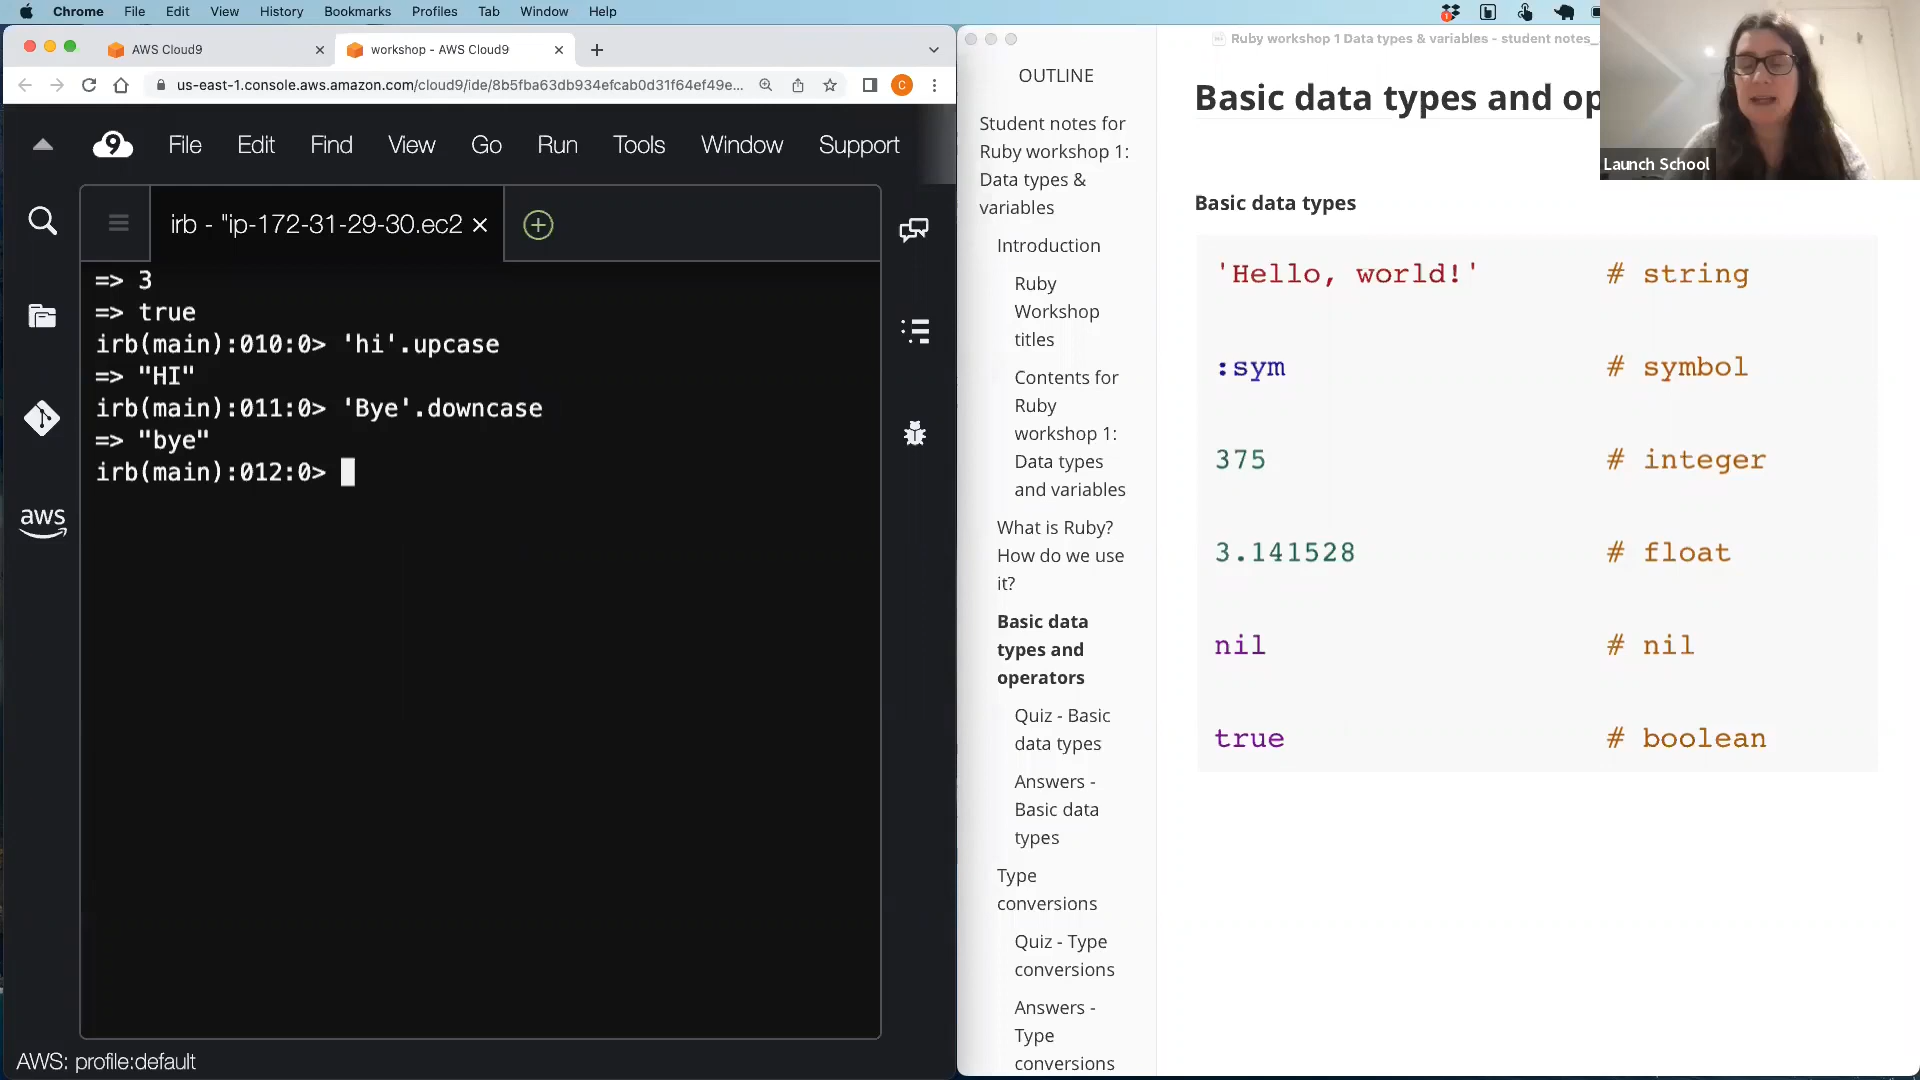 Chrome File Edit View History Bookmarks Profiles Tab Window Help
AWS Cloud9
workshop - AWS Cloud9
us-east-1.console.aws.amazon.com/cloud9/ide/8b5fba63db934efcab0d31f64ef49e...
C
9 File Edit Find View Go Run Tools Window Support
irb - "ip-172-31-29-30.ec2
=> 3
=> true
irb(main):010:0> 'hi'.upcase
=> "HI"
irb(main):011:0> 'Bye'.downcase
=> "bye"
irb(main):012:0>
aws
AWS: profile:default
Ruby workshop 1 Data types & variables - student notes_
OUTLINE
Student notes for
Ruby workshop 1:
Data types &
variables
Introduction
Ruby
Workshop
titles
Contents for
Ruby
workshop 1:
Data types
and variables
What is Ruby?
How do we use
it?
Basic data
types and
operators
Quiz - Basic
data types
Answers -
Basic data
types
Type
conversions
Quiz - Type
conversions
Answers -
Type
conversions
Basic data types and op
Basic data types
'Hello, world!' # string
:sym # symbol
375 # integer
3.141528 # float
nil # nil
true # boolean
Launch School